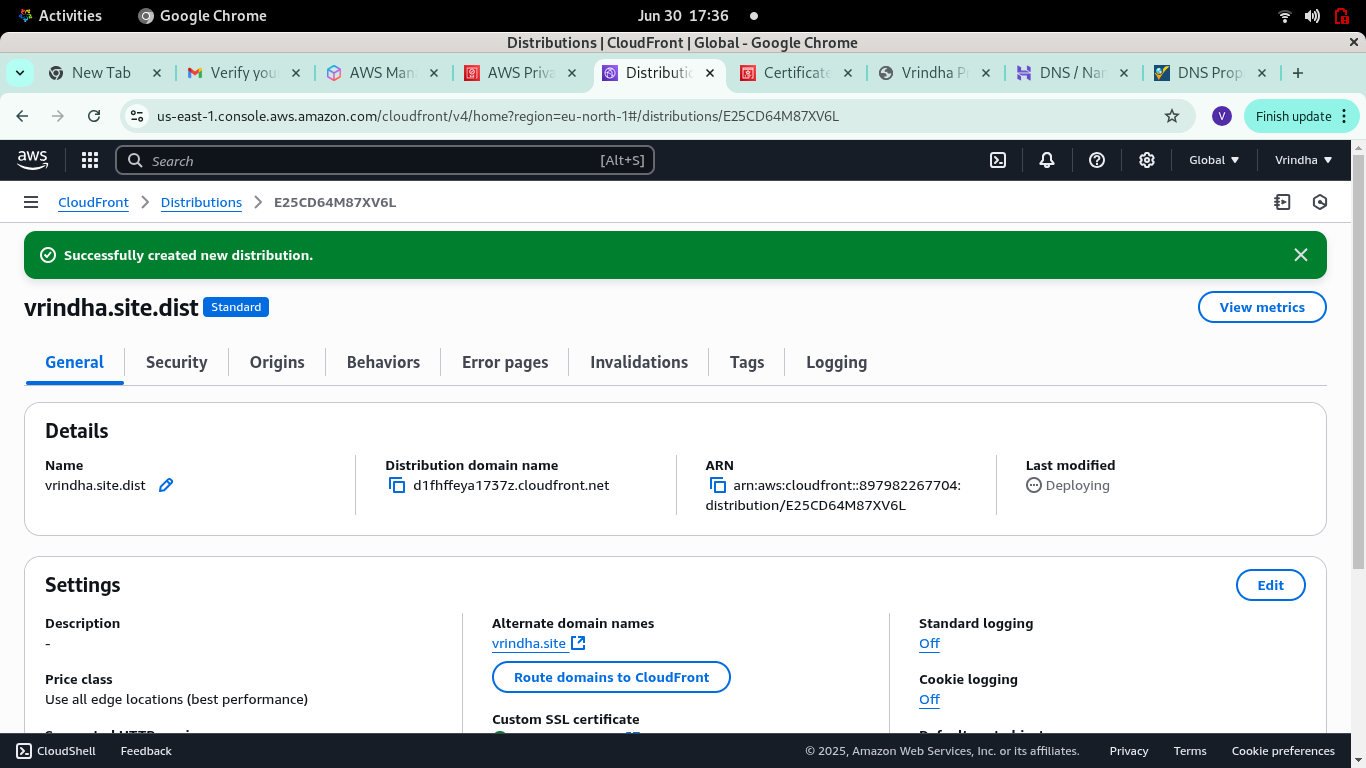 Activities
Google Chrome
Jun 30 17:36
Distributions | CloudFront | Global - Google Chrome
New Tab
Verify you
AWS Man
AWS Priva
Distributi
Certificate
Vrindha P
DNS / Nam
DNS Prop
us-east-1.console.aws.amazon.com/cloudfront/v4/home?region=eu-north-1#/distributions/E25CD64M87XV6L
V
Finish update
aws
Search
[Alt+S]
Global
Vrindha
CloudFront
Distributions
E25CD64M87XV6L
Successfully created new distribution.
vrindha.site.dist
Standard
View metrics
General
Security
Origins
Behaviors
Error pages
Invalidations
Tags
Logging
Details
Name
vrindha.site.dist
Distribution domain name
d1fhffeya1737z.cloudfront.net
ARN
arn:aws:cloudfront::897982267704:
distribution/E25CD64M87XV6L
Last modified
Deploying
Settings
Edit
Description
-
Price class
Use all edge locations (best performance)
Alternate domain names
vrindha.site
Route domains to CloudFront
Custom SSL certificate
Standard logging
Off
Cookie logging
Off
CloudShell
Feedback
© 2025, Amazon Web Services, Inc. or its affiliates.
Privacy
Terms
Cookie preferences